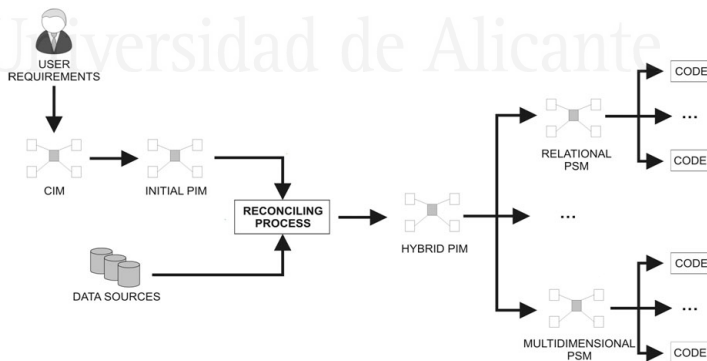 Universidad de Alicante
USER
REQUIREMENTS
CIM
INITIAL PIM
DATA SOURCES
RECONCILING
PROCESS
HYBRID PIM
...
RELATIONAL
PSM
MULTIDIMENSIONAL
PSM
CODE
...
CODE
CODE
...
CODE